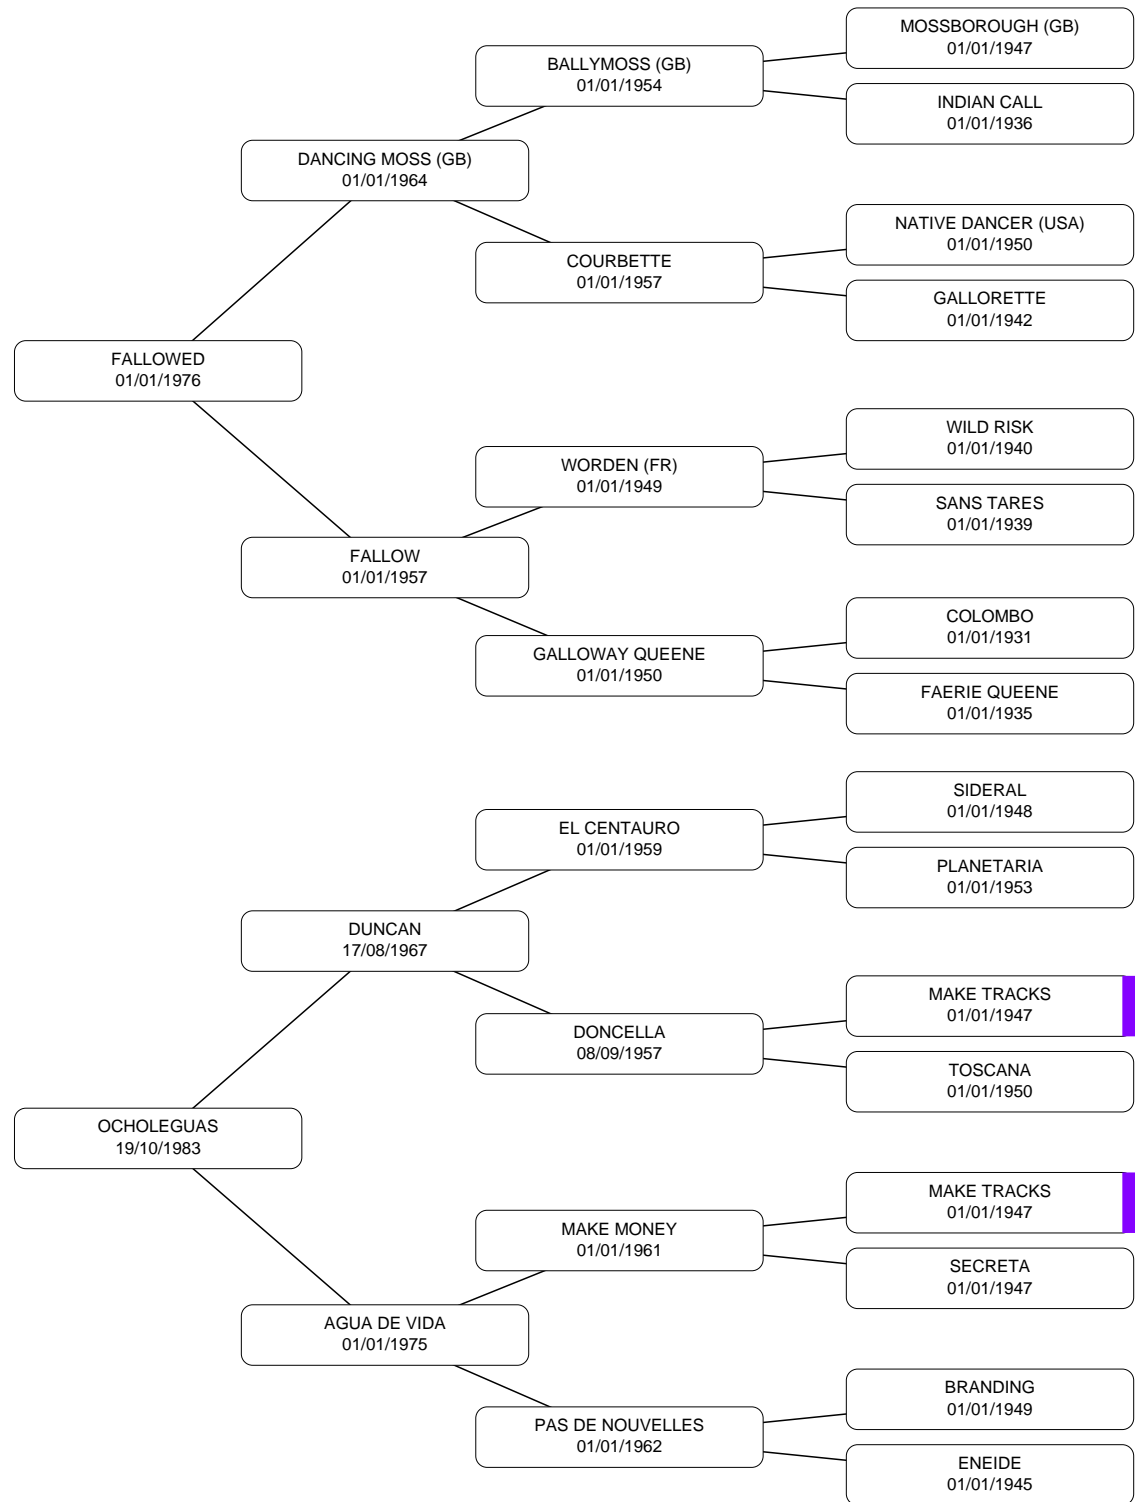 MOSSBOROUGH (GB)
01/01/1947
BALLYMOSS (GB)
01/01/1954
INDIAN CALL
01/01/1936
DANCING MOSS (GB)
01/01/1964
NATIVE DANCER (USA)
01/01/1950
COURBETTE
01/01/1957
GALLORETTE
01/01/1942
FALLOWED
01/01/1976
WILD RISK
01/01/1940
WORDEN (FR)
01/01/1949
SANS TARES
01/01/1939
FALLOW
01/01/1957
COLOMBO
01/01/1931
GALLOWAY QUEENE
01/01/1950
FAERIE QUEENE
01/01/1935
SIDERAL
01/01/1948
EL CENTAURO
01/01/1959
PLANETARIA
01/01/1953
DUNCAN
17/08/1967
MAKE TRACKS
01/01/1947
DONCELLA
08/09/1957
TOSCANA
01/01/1950
OCHOLEGUAS
19/10/1983
MAKE TRACKS
01/01/1947
MAKE MONEY
01/01/1961
SECRETA
01/01/1947
AGUA DE VIDA
01/01/1975
BRANDING
01/01/1949
PAS DE NOUVELLES
01/01/1962
ENEIDE
01/01/1945